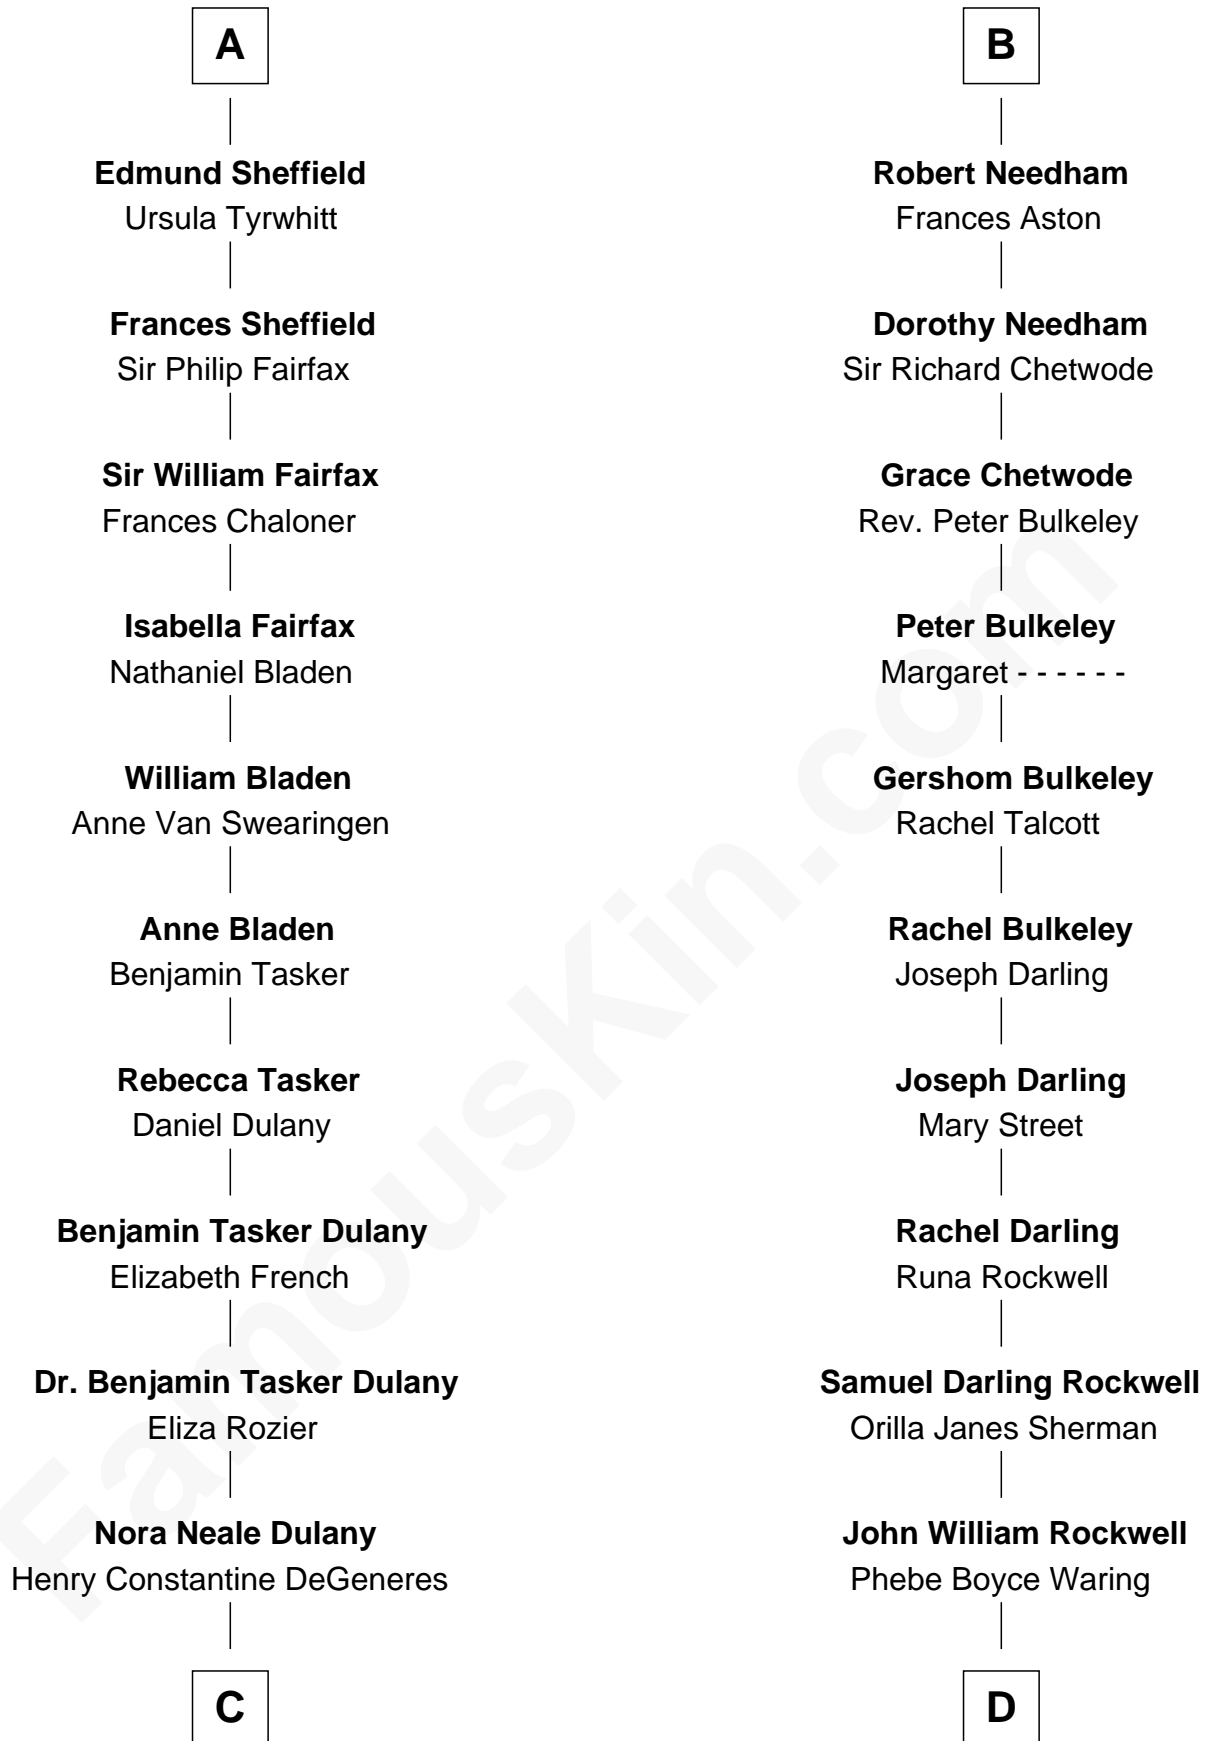 A
Edmund Sheffield
Ursula Tyrwhitt
Frances Sheffield
Sir Philip Fairfax
Sir William Fairfax
Frances Chaloner
Isabella Fairfax
Nathaniel Bladen
William Bladen
Anne Van Swearingen
Anne Bladen
Benjamin Tasker
Rebecca Tasker
Daniel Dulany
Benjamin Tasker Dulany
Elizabeth French
Dr. Benjamin Tasker Dulany
Eliza Rozier
Nora Neale Dulany
Henry Constantine DeGeneres
C
B
Robert Needham
Frances Aston
Dorothy Needham
Sir Richard Chetwode
Grace Chetwode
Rev. Peter Bulkeley
Peter Bulkeley
Margaret - - - - - -
Gershom Bulkeley
Rachel Talcott
Rachel Bulkeley
Joseph Darling
Joseph Darling
Mary Street
Rachel Darling
Runa Rockwell
Samuel Darling Rockwell
Orilla Janes Sherman
John William Rockwell
Phebe Boyce Waring
D
FamousKin.com